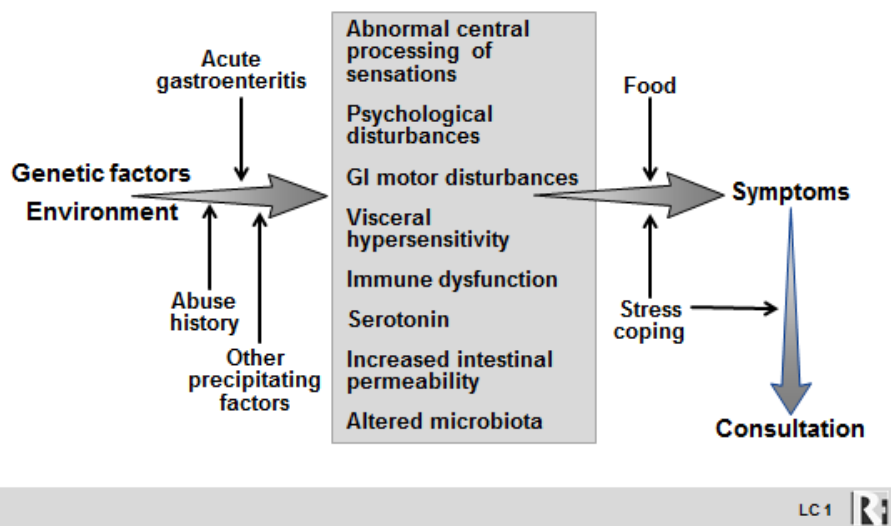 Acute
gastroenteritis
Genetic factors
Environment
Abuse
history
Other
precipitating
factors
Abnormal central
processing of
sensations
Psychological
disturbances
GI motor disturbances
Visceral
hypersensitivity
Immune dysfunction
Serotonin
Increased intestinal
permeability
Altered microbiota
Food
Stress
coping
Symptoms
Consultation
LC 1